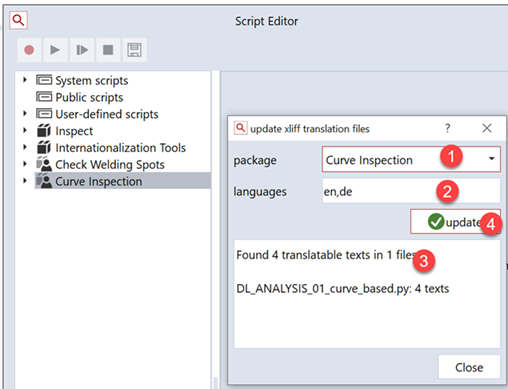 Script Editor
System scripts
Public scripts
User-defined scripts
Inspect
Internationalization Tools
Check Welding Spots
Curve Inspection
update xliff translation files
?
package
Curve Inspection
1
languages
en,de
2
update
4
Found 4 translatable texts in 1 files
3
DL_ANALYSIS_01_curve_based.py: 4 texts
Close